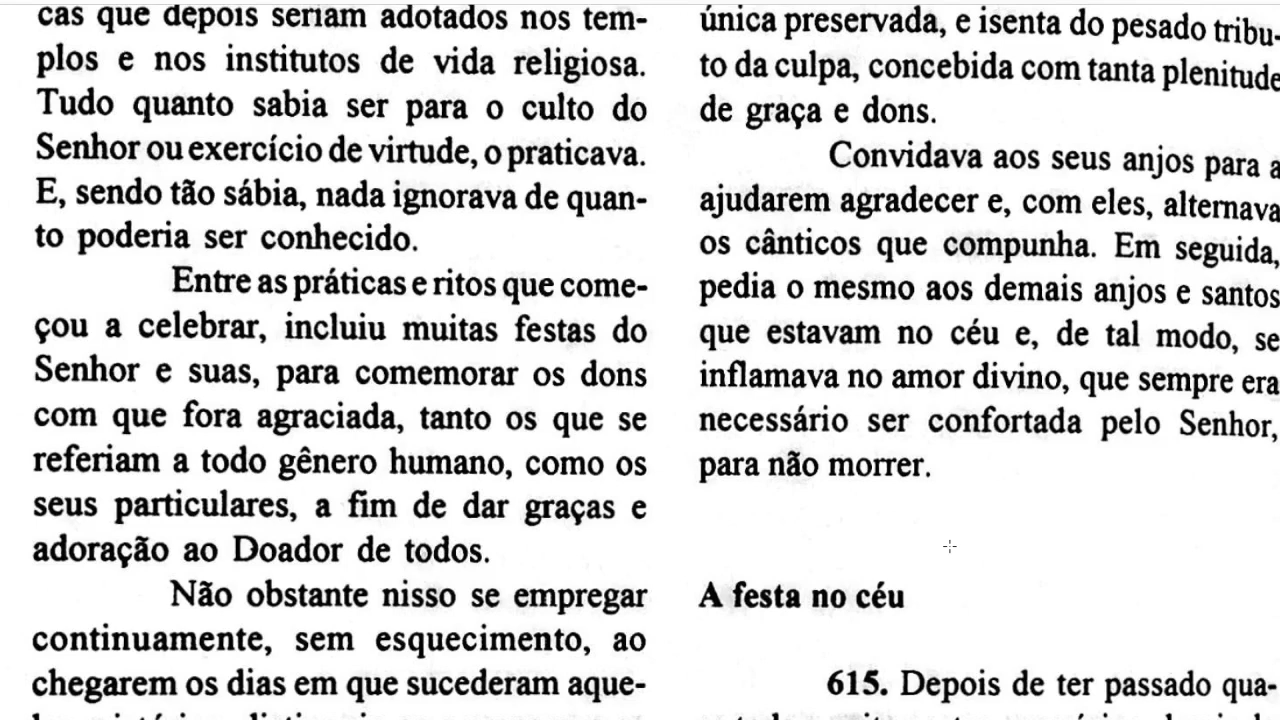 cas que depois seriam adotados nos tem-
plos e nos institutos de vida religiosa.
Tudo quanto sabia ser para o culto do
Senhor ou exercício de virtude, o praticava.
E, sendo tão sábia, nada ignorava de quan-
to poderia ser conhecido.
Entre as práticas e ritos que come-
çou a celebrar, incluiu muitas festas do
Senhor e suas, para comemorar os dons
com que fora agraciada, tanto os que se
referiam a todo gênero humano, como os
seus particulares, a fim de dar graças e
adoração ao Doador de todos.
Não obstante nisso se empregar
continuamente, sem esquecimento, ao
chegarem os dias em que sucederam aque-
única preservada, e isenta do pesado tribu-
to da culpa, concebida com tanta plenitude
de graça e dons.
Convidava aos seus anjos para a
ajudarem agradecer e, com eles, alternava
os cânticos que compunha. Em seguida,
pedia o mesmo aos demais anjos e santos
que estavam no céu e, de tal modo, se
inflamava no amor divino, que sempre era
necessário ser confortada pelo Senhor,
para não morrer.
A festa no céu
615. Depois de ter passado qua-